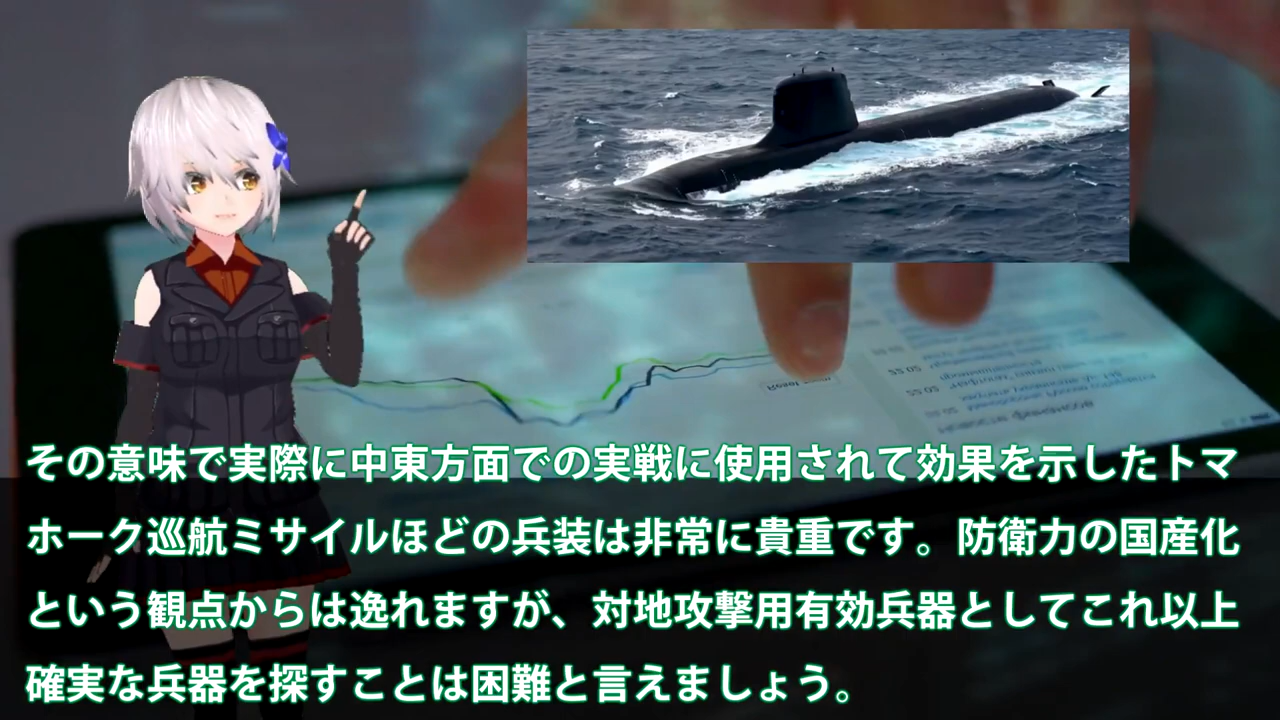 その意味で実際に中東方面での実戦に使用されて効果を示したトマ
ホーク巡航ミサイルほどの兵装は非常に貴重です。防衛力の国産化
という観点からは逸れますが、対地攻撃用有効兵器としてこれ以上
確実な兵器を探すことは困難と言えましょう。